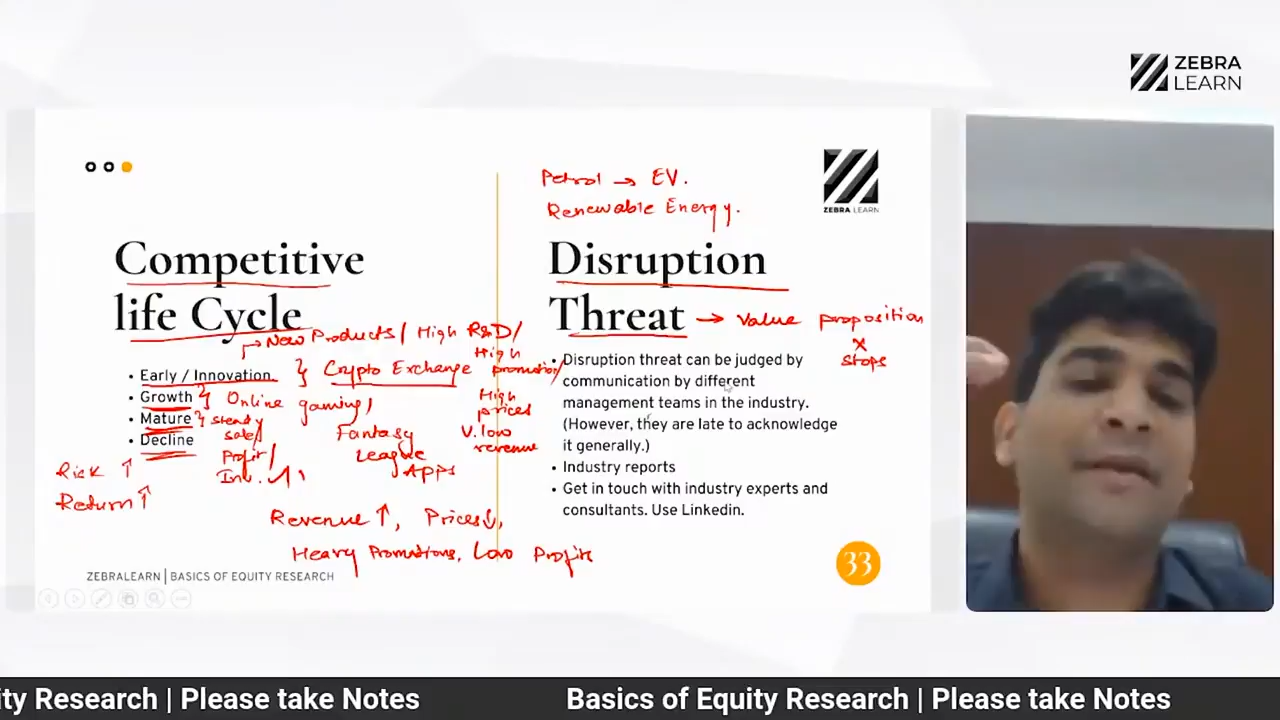 ZEBRA
LEARN
Petrol → EV.
Renewable Energy.
ZEBRA LEARN
Competitive
life Cycle
New Products/ High R&D/
High
promotion/
• Early / Innovation } Crypto Exchange
High
prices
V. low
revenue
• Growth } Online gaming/
Fantasy
League
Apps
• Mature } steady
sales/
Profit/
Inv.
• Decline
Risk ↑
Return ↑
Revenue ↑, Prices↓,
Heavy Promotions, Low Profits
Disruption
Threat → Value proposition
x
stops
• Disruption threat can be judged by
communication by different
management teams in the industry.
(However, they are late to acknowledge
it generally.)
• Industry reports
• Get in touch with industry experts and
consultants. Use Linkedin.
ZEBRALEARN | BASICS OF EQUITY RESEARCH
33
ity Research | Please take Notes
Basics of Equity Research | Please take Notes